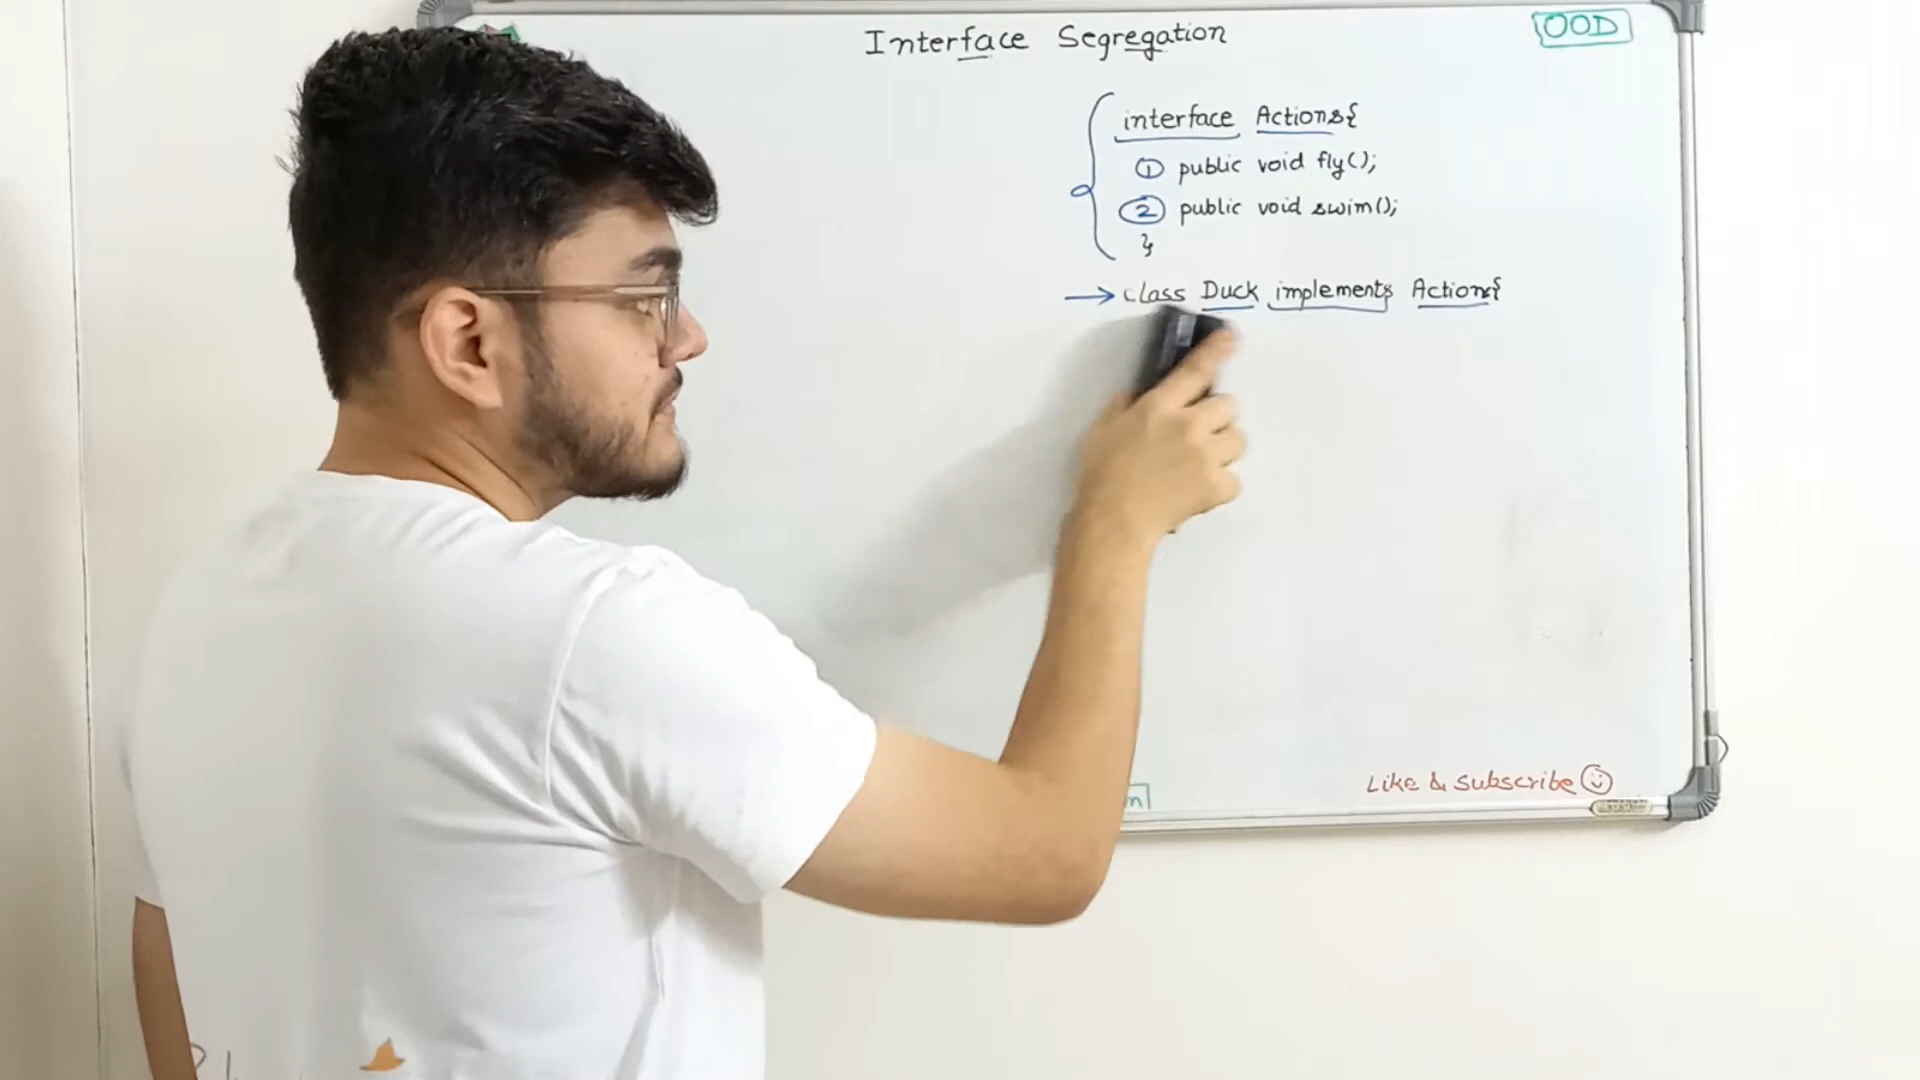 Interface Segregation
OOD
interface Actions{
1 public void fly();
2 public void swim();
}
→ class Duck implements Actions{
Like & Subscribe